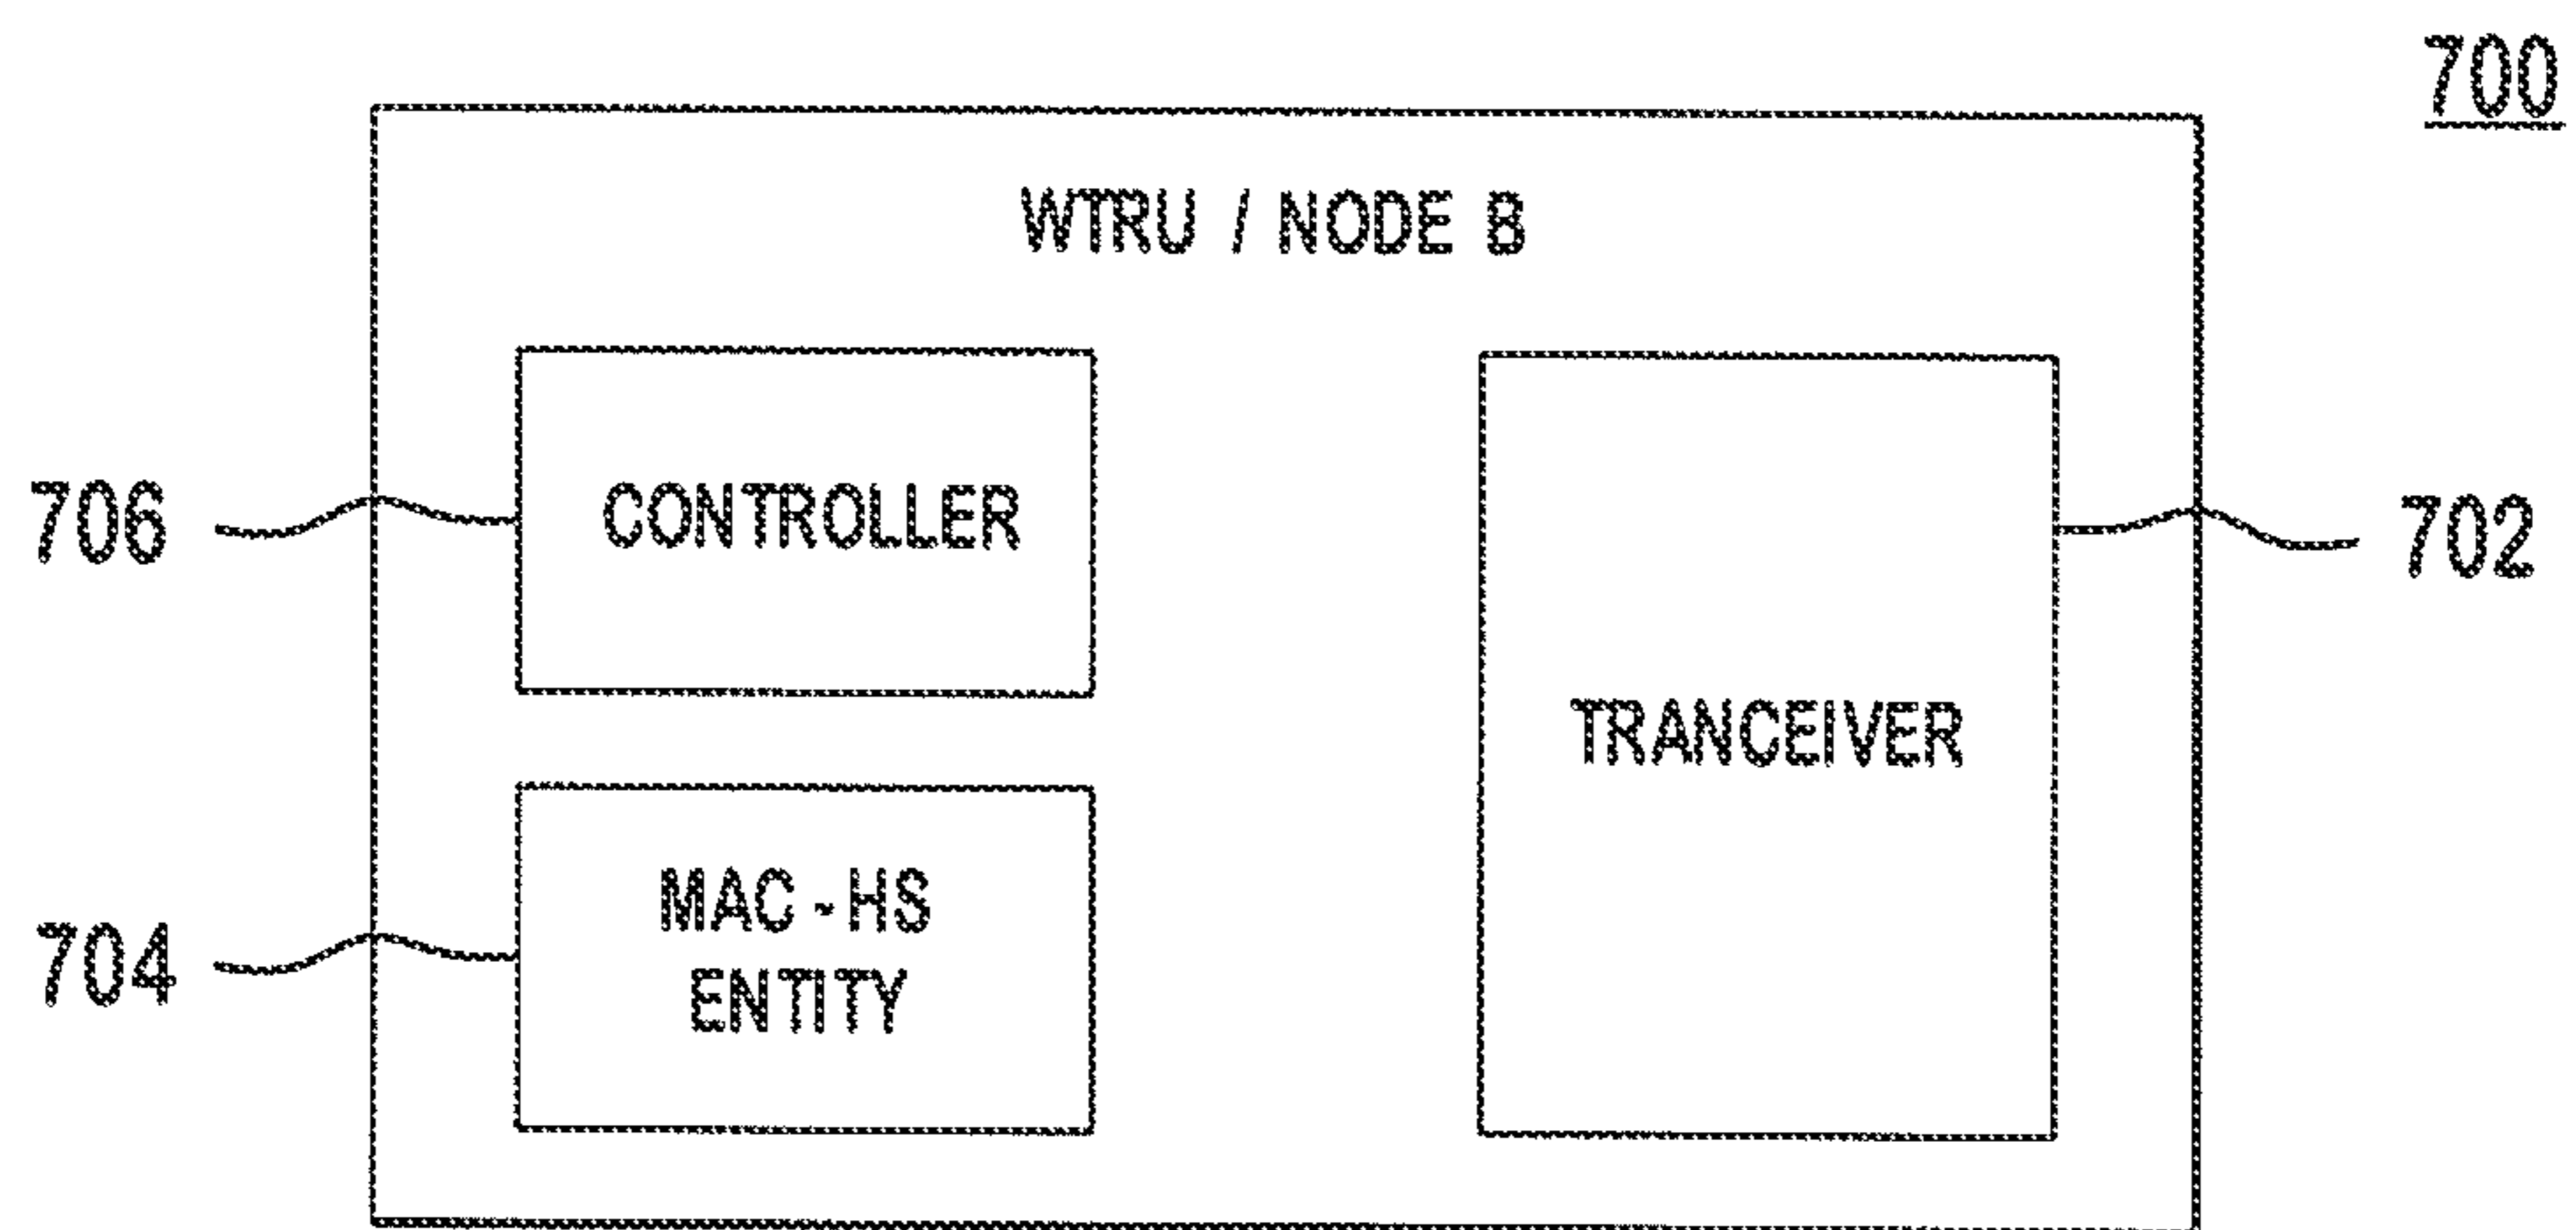 700
WTRU / NODE B
706
CONTROLLER
702
TRANCEIVER
704
MAC-HS
ENTITY